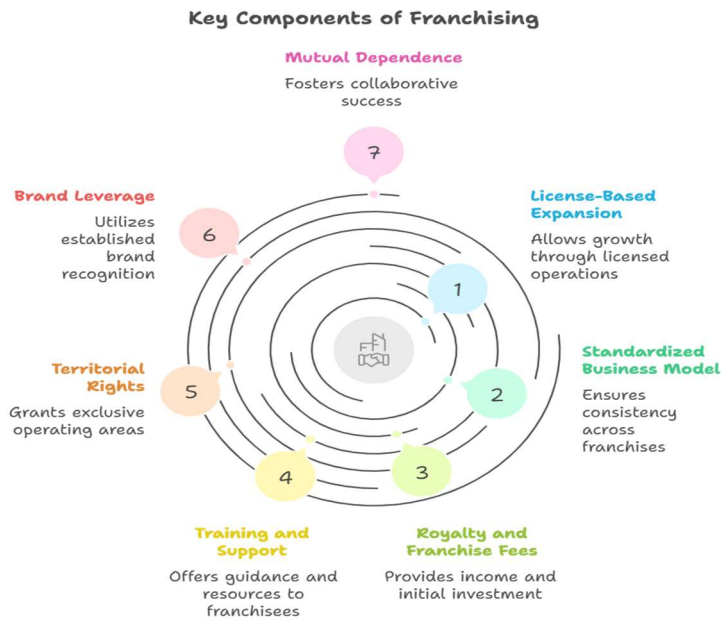 Key Components of Franchising
Mutual Dependence
Fosters collaborative
success
7
License-Based
Expansion
Allows growth
through licensed
operations
1
Standardized
Business Model
Ensures
consistency
across
franchises
2
Royalty and
Franchise Fees
Provides income and
initial investment
3
Training and
Support
Offers guidance and
resources to
franchisees
4
Territorial
Rights
Grants exclusive
operating areas
5
Brand Leverage
Utilizes
established
brand
recognition
6